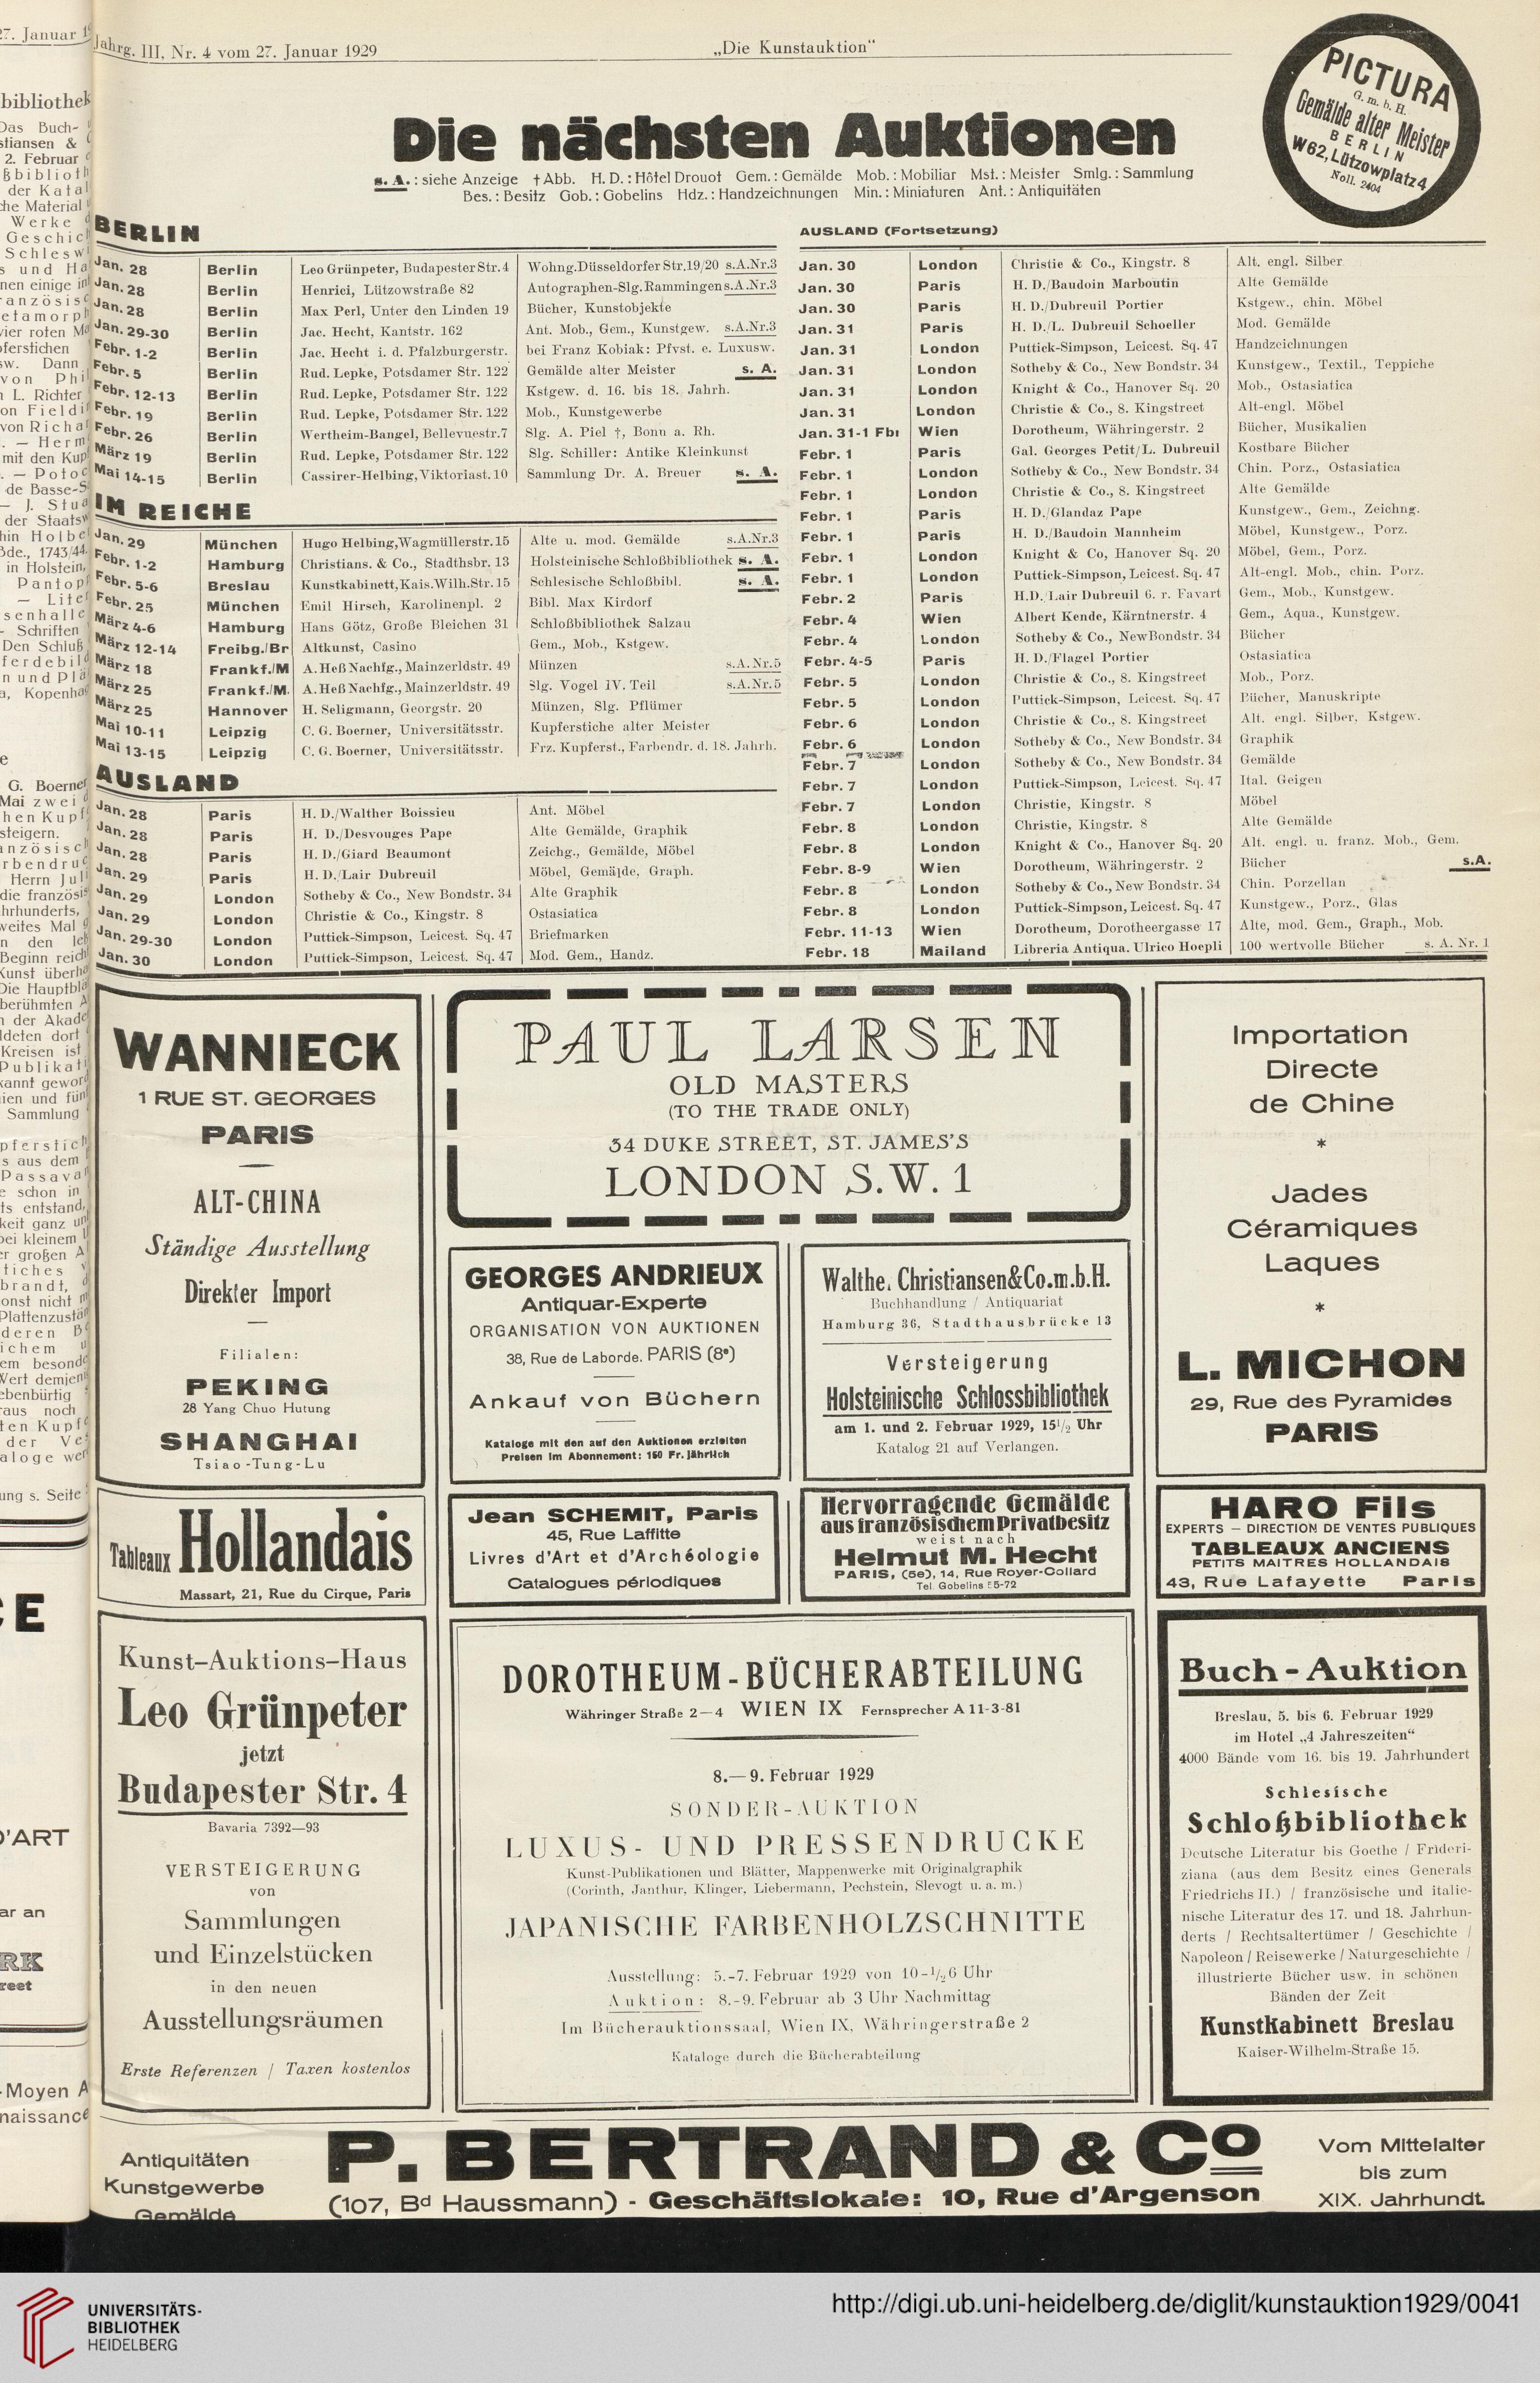 Jahrg. III, Nr. 4 vom 27. Januar 1929
„Die Kunstauktion“
PICTURA
G. m. b. H.
Gemälde alter Meister
BERLIN
W62, Lützowplatz 4
Noll. 2404
Die nächsten Auktionen
s. A. : siehe Anzeige † Abb. H. D. : Hôtel Drouot Gem. : Gemälde Mob. : Mobiliar Mst. : Meister Smlg. : Sammlung
Bes. : Besitz Gob. : Gobelins Hdz. : Handzeichnungen Min. : Miniaturen Ant. : Antiquitäten
BERLIN
Jan. 28 Berlin Leo Grünpeter, Budapester Str. 4 Wohng. Düsseldorfer Str. 19/20 s.A.Nr.3
Jan. 28 Berlin Henrici, Lützowstraße 82 Autographen-Slg. Rammingen s.A.Nr.3
Jan. 28 Berlin Max Perl, Unter den Linden 19 Bücher, Kunstobjekte
Jan. 29-30 Berlin Jac. Hecht, Kantstr. 162 Ant. Mob., Gem., Kunstgew. s.A.Nr.3
Febr. 1-2 Berlin Jac. Hecht i. d. Pfalzburgerstr. bei Franz Kobiak: Pfvst. e. Luxusw.
Febr. 5 Berlin Rud. Lepke, Potsdamer Str. 122 Gemälde alter Meister s. A.
Febr. 12-13 Berlin Rud. Lepke, Potsdamer Str. 122 Kstgew. d. 16. bis 18. Jahrh.
Febr. 19 Berlin Rud. Lepke, Potsdamer Str. 122 Mob., Kunstgewerbe
Febr. 26 Berlin Wertheim-Bangel, Bellevuestr. 7 Slg. A. Piel †, Bonn a. Rh.
März 19 Berlin Rud. Lepke, Potsdamer Str. 122 Slg. Schiller: Antike Kleinkunst
Mai 14-15 Berlin Cassirer-Helbing, Viktoriast. 10 Sammlung Dr. A. Breuer s. A.
IM REICHE
Jan. 29 München Hugo Helbing, Wagmüllerstr. 15 Alte u. mod. Gemälde s.A.Nr.3
Febr. 1-2 Hamburg Christians. & Co., Stadthsbr. 13 Holsteinische Schloßbibliothek s. A.
Febr. 5-6 Breslau Kunstkabinett, Kais. Wilh. Str. 15 Schlesische Schloßbibl. s. A.
Febr. 25 München Emil Hirsch, Karolinenpl. 2 Bibl. Max Kirdorf
März 4-6 Hamburg Hans Götz, Große Bleichen 31 Schloßbibliothek Salzau
März 12-14 Freibg./Br Altkunst, Casino Gem., Mob., Kstgew.
März 18 Frankf./M A. Heß Nachfg., Mainzerldstr. 49 Münzen s.A.Nr.5
März 25 Frankf./M. A. Heß Nachfg., Mainzerldstr. 49 Slg. Vogel IV. Teil s.A.Nr.5
März 25 Hannover H. Seligmann, Georgstr. 20 Münzen, Slg. Pflümer
Mai 10-11 Leipzig C. G. Boerner, Universitätsstr. Kupferstiche alter Meister
Mai 13-15 Leipzig C. G. Boerner, Universitätsstr. Frz. Kupferst., Farbendr. d. 18. Jahrh.
AUSLAND
Jan. 28 Paris H. D./Walther Boissieu Ant. Möbel
Jan. 28 Paris H. D./Desvouges Pape Alte Gemälde, Graphik
Jan. 28 Paris H. D./Giard Beaumont Zeichg., Gemälde, Möbel
Jan. 29 Paris H. D./Lair Dubreuil Möbel, Gemälde, Graph.
Jan. 29 London Sotheby & Co., New Bondstr. 34 Alte Graphik
Jan. 29 London Christie & Co., Kingstr. 8 Ostasiatica
Jan. 29-30 London Puttick-Simpson, Leicest. Sq. 47 Briefmarken
Jan. 30 London Puttick-Simpson, Leicest. Sq. 47 Mod. Gem., Handz.
AUSLAND (Fortsetzung)
Jan. 30 London Christie & Co., Kingstr. 8 Alt. engl. Silber
Jan. 30 Paris H. D./Baudoin Marboutin Alte Gemälde
Jan. 30 Paris H. D./Dubreuil Portier Kstgew., chin. Möbel
Jan. 31 Paris H. D./L. Dubreuil Schoeller Mod. Gemälde
Jan. 31 London Puttick-Simpson, Leicest. Sq. 47 Handzeichnungen
Jan. 31 London Sotheby & Co., New Bondstr. 34 Kunstgew., Textil., Teppiche
Jan. 31 London Knight & Co., Hanover Sq. 20 Mob., Ostasiatica
Jan. 31 London Christie & Co., 8. Kingstreet Alt-engl. Möbel
Jan. 31-1 Fbr Wien Dorotheum, Währingerstr. 2 Bücher, Musikalien
Febr. 1 Paris Gal. Georges Petit/L. Dubreuil Kostbare Bücher
Febr. 1 London Sotheby & Co., New Bondstr. 34 Chin. Porz., Ostasiatica
Febr. 1 London Christie & Co., 8. Kingstreet Alte Gemälde
Febr. 1 Paris H. D./Glandaz Pape Kunstgew., Gem., Zeichng.
Febr. 1 Paris H. D./Baudoin Mannheim Möbel, Kunstgew., Porz.
Febr. 1 London Knight & Co, Hanover Sq. 20 Möbel, Gem., Porz.
Febr. 1 London Puttick-Simpson, Leicest. Sq. 47 Alt-engl. Mob., chin. Porz.
Febr. 2 Paris H.D./Lair Dubreuil 6. r. Favart Gem., Mob., Kunstgew.
Febr. 4 Wien Albert Kende, Kärntnerstr. 4 Gem., Aqua., Kunstgew.
Febr. 4 London Sotheby & Co., New Bondstr. 34 Bücher
Febr. 4-5 Paris H. D./Flagel Portier Ostasiatica
Febr. 5 London Christie & Co., 8. Kingstreet Mob., Porz.
Febr. 5 London Puttick-Simpson, Leicest. Sq. 47 Bücher, Manuskripte
Febr. 6 London Christie & Co., 8. Kingstreet Alt. engl. Silber, Kstgew.
Febr. 6 London Sotheby & Co., New Bondstr. 34 Graphik
Febr. 7 London Sotheby & Co., New Bondstr. 34 Gemälde
Febr. 7 London Puttick-Simpson, Leicest. Sq. 47 Ital. Geigen
Febr. 7 London Christie, Kingstr. 8 Möbel
Febr. 8 London Christie, Kingstr. 8 Alte Gemälde
Febr. 8 London Knight & Co., Hanover Sq. 20 Alt. engl. u. franz. Mob., Gem.
Febr. 8-9 Wien Dorotheum, Währingerstr. 2 Bücher s.A.
Febr. 8 London Sotheby & Co., New Bondstr. 34 Chin. Porzellan
Febr. 8 London Puttick-Simpson, Leicest. Sq. 47 Kunstgew., Porz., Glas
Febr. 11-13 Wien Dorotheum, Dorotheergasse 17 Alte, mod. Gem., Graph., Mob.
Febr. 18 Mailand Libreria Antiqua. Ulrico Hoepli 100 wertvolle Bücher s. A. Nr. 1
WANNIECK
1 RUE ST. GEORGES
PARIS
ALT-CHINA
Ständige Ausstellung
Direkter Import
Filialen:
PEKING
28 Yang Chuo Hutung
SHANGHAI
Tsiao-Tung-Lu
PAUL LARSEN
OLD MASTERS
(TO THE TRADE ONLY)
34 DUKE STREET, ST. JAMES'S
LONDON S.W. 1
Importation
Directe
de Chine
*
Jades
Céramiques
Laques
*
L. MICHON
29, Rue des Pyramides
PARIS
GEORGES ANDRIEUX
Antiquar-Experte
ORGANISATION VON AUKTIONEN
38, Rue de Laborde. PARIS (8e)
Ankauf von Büchern
Kataloge mit den auf den Auktionen erzielten
Preisen im Abonnement: 150 Fr. jährlich
Walthe. Christiansen & Co.m.b.H.
Buchhandlung / Antiquariat
Hamburg 36, Stadthausbrücke 13
Versteigerung
Holsteinische Schlossbibliothek
am 1. und 2. Februar 1929, 15½ Uhr
Katalog 21 auf Verlangen.
Tableaux Hollandais
Massart, 21, Rue du Cirque, Paris
Jean SCHEMIT, Paris
45, Rue Laffitte
Livres d'Art et d'Archéologie
Catalogues périodiques
Hervorragende Gemälde
aus französischem Privatbesitz
weist nach
Helmut M. Hecht
PARIS, (5e), 14, Rue Royer-Collard
Tel. Gobelins 55-72
HARO Fils
EXPERTS — DIRECTION DE VENTES PUBLIQUES
TABLEAUX ANCIENS
PETITS MAITRES HOLLANDAIS
43, Rue Lafayette Paris
Kunst-Auktions-Haus
Leo Grünpeter
jetzt
Budapester Str. 4
Bavaria 7392—93
VERSTEIGERUNG
von
Sammlungen
und Einzelstücken
in den neuen
Ausstellungsräumen
Erste Referenzen / Taxen kostenlos
DOROTHEUM-BÜCHERABTEILUNG
Währinger Straße 2—4 WIEN IX Fernsprecher A 11-3-81
8.—9. Februar 1929
SONDER-AUKTION
LUXUS- UND PRESSENDRUCKE
Kunst-Publikationen und Blätter, Mappenwerke mit Originalgraphik
(Corinth, Janthur, Klinger, Liebermann, Pechstein, Slevogt u. a. m.)
JAPANISCHE FARBENHOLZSCHNITTE
Ausstellung: 5.-7. Februar 1929 von 10-½6 Uhr
Auktion: 8.-9. Februar ab 3 Uhr Nachmittag
Im Bücherauktionssaal, Wien IX, Währingerstraße 2
Kataloge durch die Bücherabteilung
Buch-Auktion
Breslau, 5. bis 6. Februar 1929
im Hotel „4 Jahreszeiten“
4000 Bände vom 16. bis 19. Jahrhundert
Schlesische
Schloßbibliothek
Deutsche Literatur bis Goethe / Frideri-
ziana (aus dem Besitz eines Generals
Friedrichs II.) / französische und italie-
nische Literatur des 17. und 18. Jahrhun-
derts / Rechtsaltertümer / Geschichte /
Napoleon / Reisewerke / Naturgeschichte /
illustrierte Bücher usw. in schönen
Bänden der Zeit
Kunstkabinett Breslau
Kaiser-Wilhelm-Straße 15.
Antiquitäten
Kunstgewerbe
Gemälde
P. BERTRAND & Co
(107, Bd Haussmann) - Geschäftslokale: 10, Rue d'Argenson
Vom Mittelalter
bis zum
XIX. Jahrhundt.
UNIVERSITÄTS-
BIBLIOTHEK
HEIDELBERG
http://digi.ub.uni-heidelberg.de/diglit/kunstauktion1929/0041